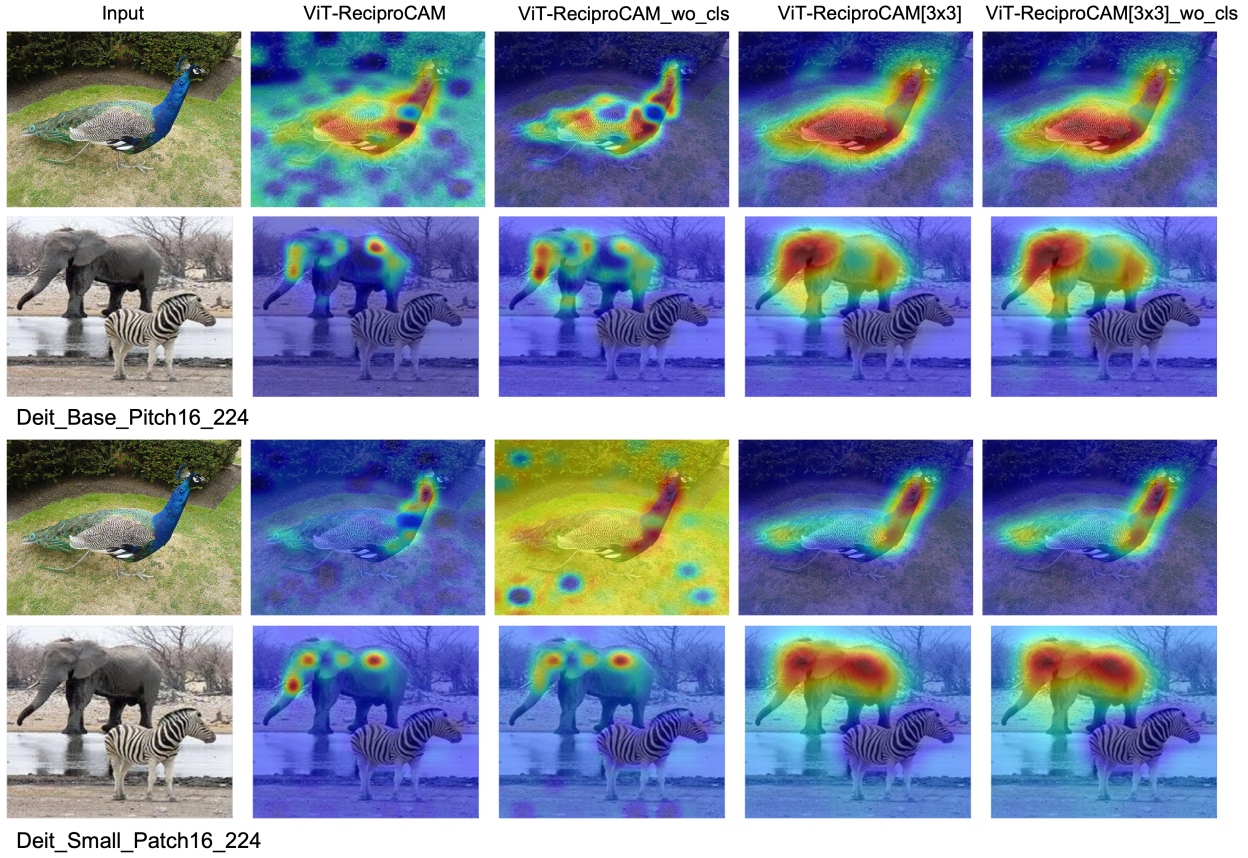 Input
ViT-ReciproCAM
ViT-ReciproCAM_wo_cls
ViT-ReciproCAM[3x3]
ViT-ReciproCAM[3x3]_wo_cls
Deit_Base_Pitch16_224
Deit_Small_Patch16_224